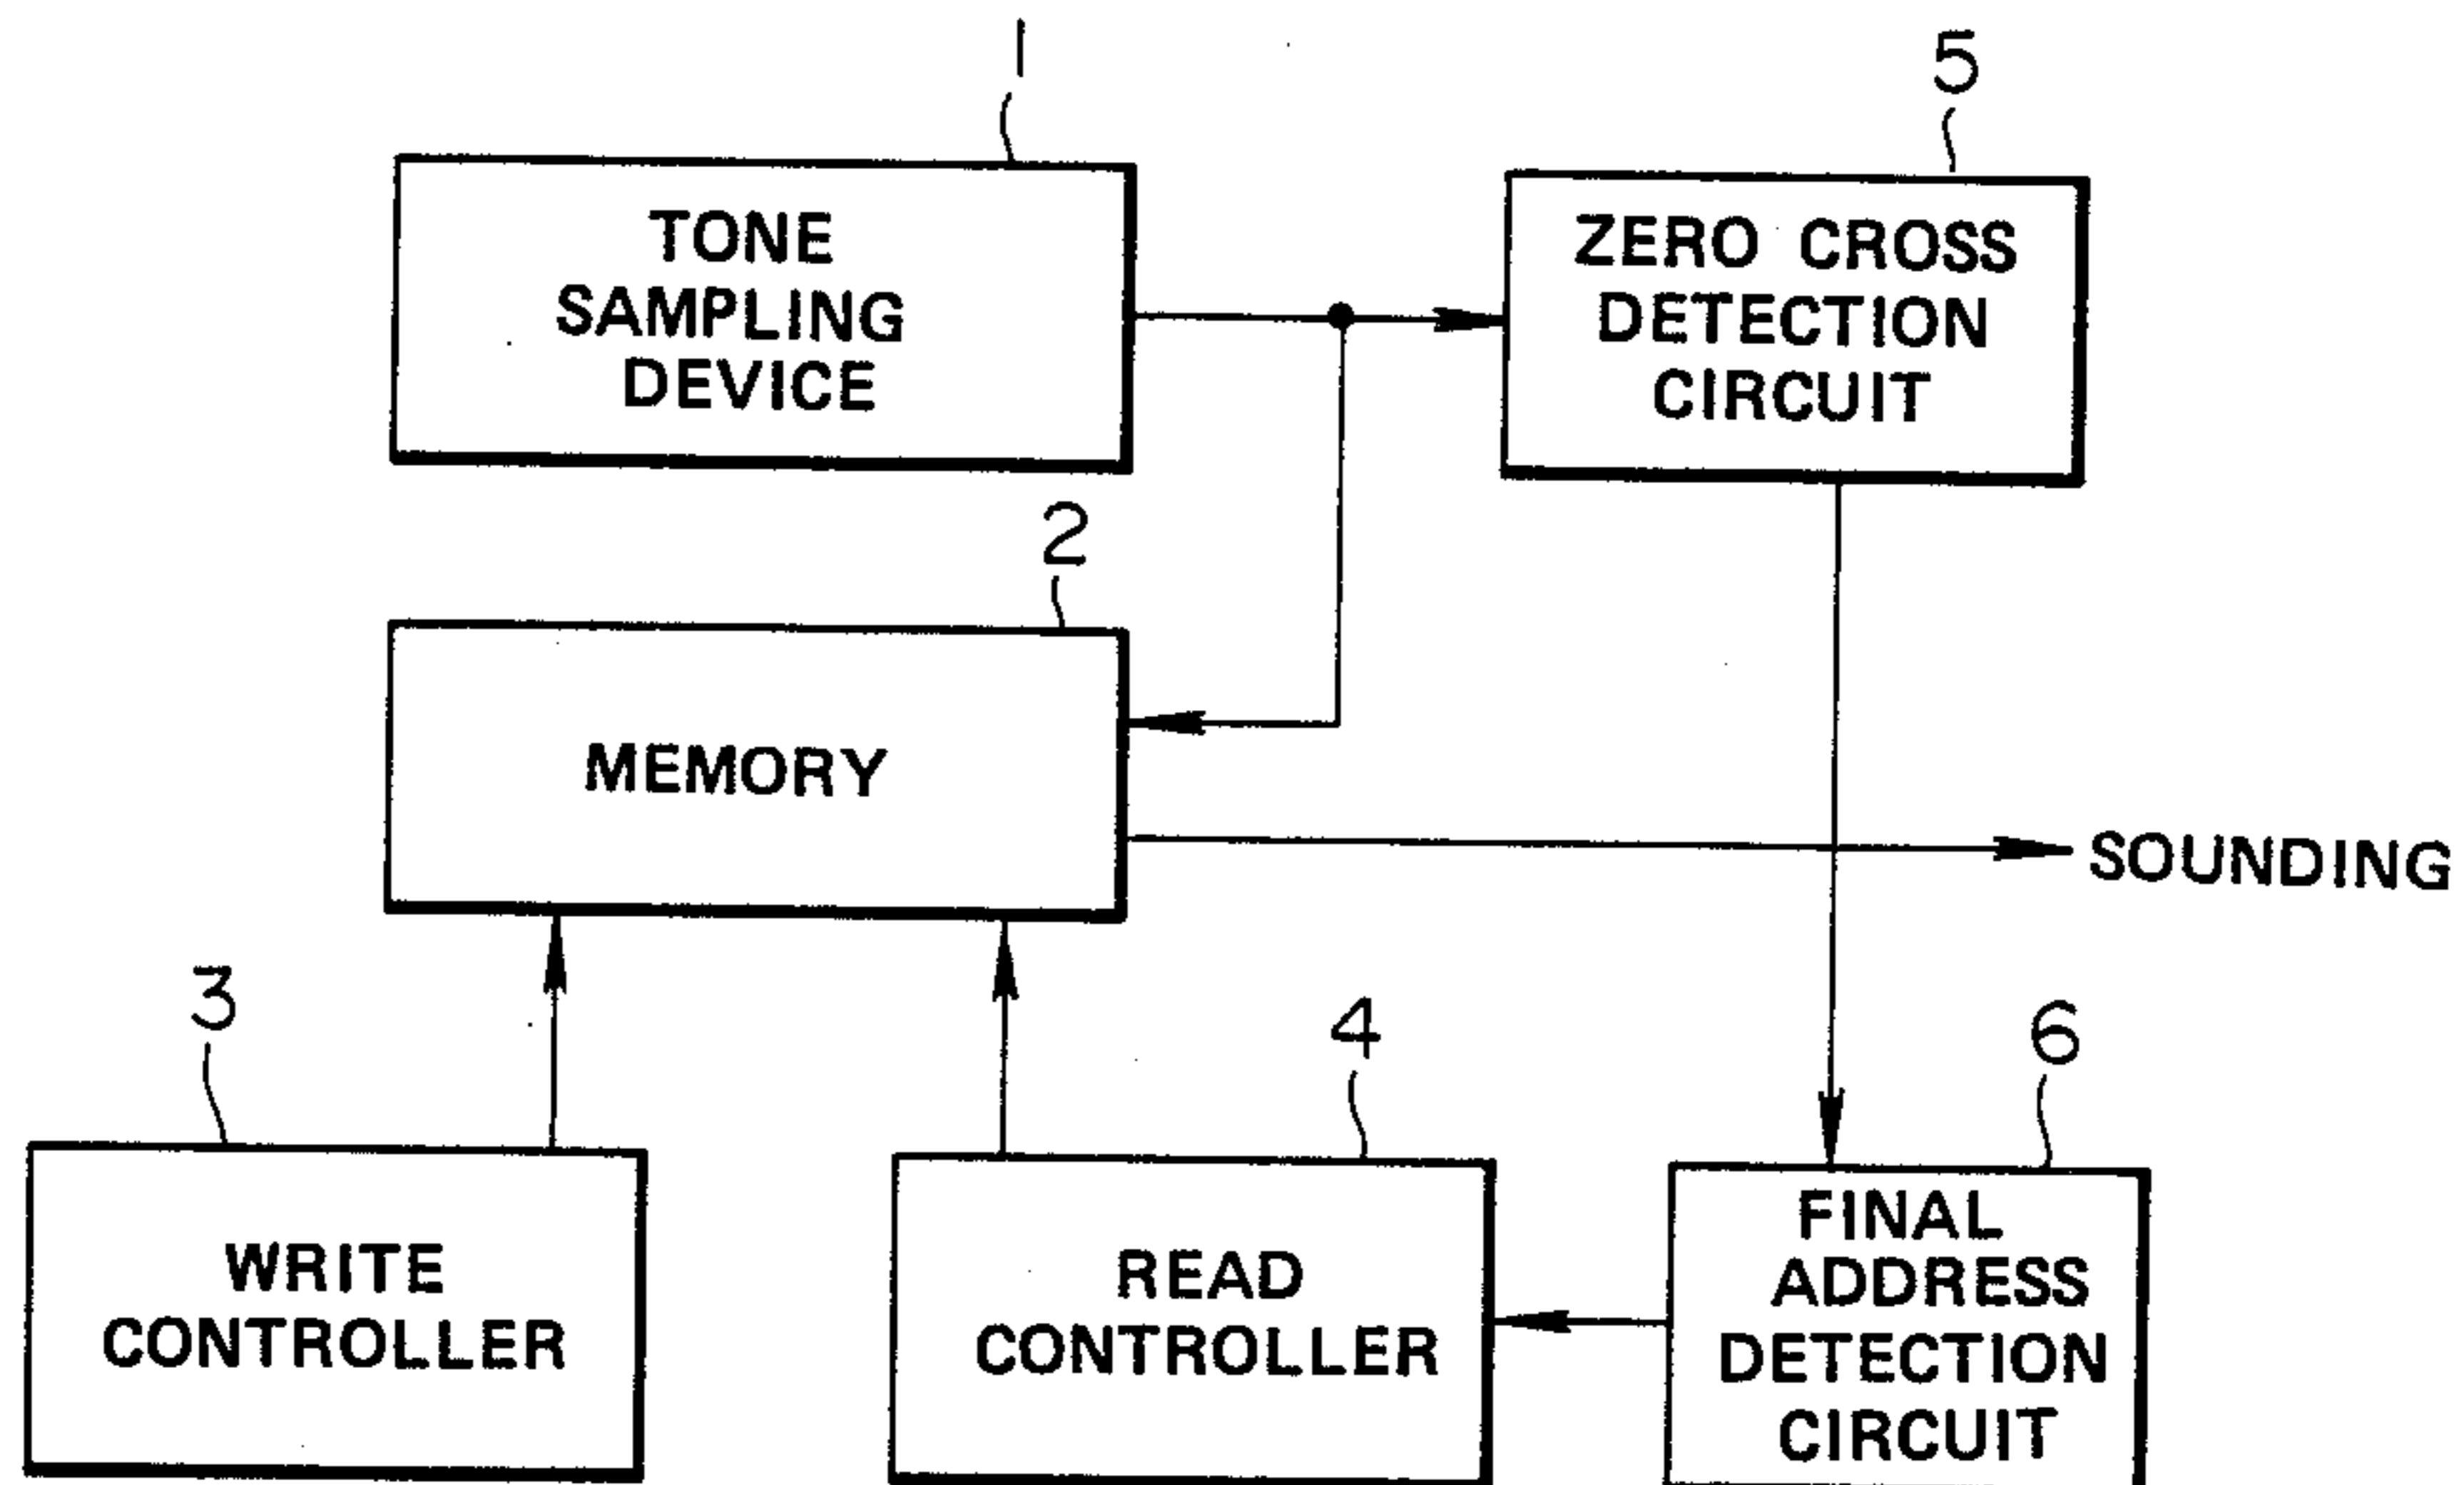 1
TONE
SAMPLING
DEVICE
5
ZERO CROSS
DETECTION
CIRCUIT
2
MEMORY
SOUNDING
3
WRITE
CONTROLLER
4
READ
CONTROLLER
6
FINAL
ADDRESS
DETECTION
CIRCUIT